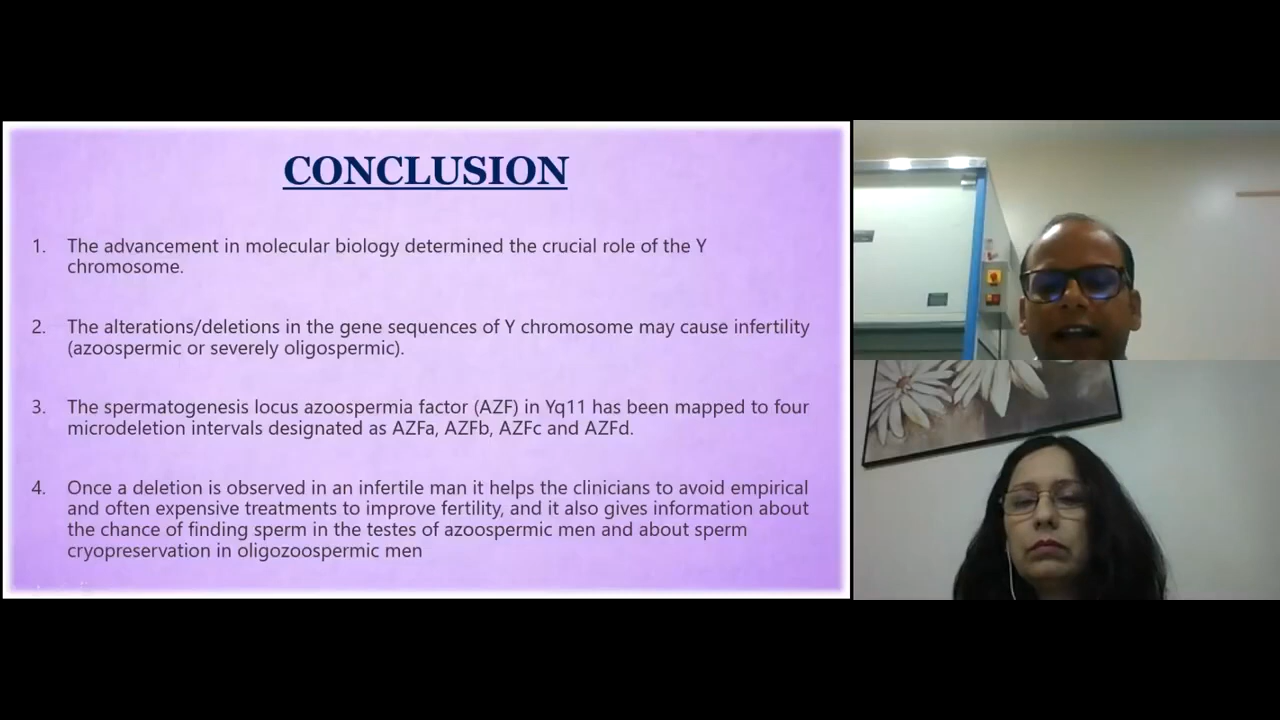 CONCLUSION
1. The advancement in molecular biology determined the crucial role of the Y
chromosome.
2. The alterations/deletions in the gene sequences of Y chromosome may cause infertility
(azoospermic or severely oligospermic).
3. The spermatogenesis locus azoospermia factor (AZF) in Yq11 has been mapped to four
microdeletion intervals designated as AZFa, AZFb, AZFc and AZFd.
4. Once a deletion is observed in an infertile man it helps the clinicians to avoid empirical
and often expensive treatments to improve fertility, and it also gives information about
the chance of finding sperm in the testes of azoospermic men and about sperm
cryopreservation in oligozoospermic men